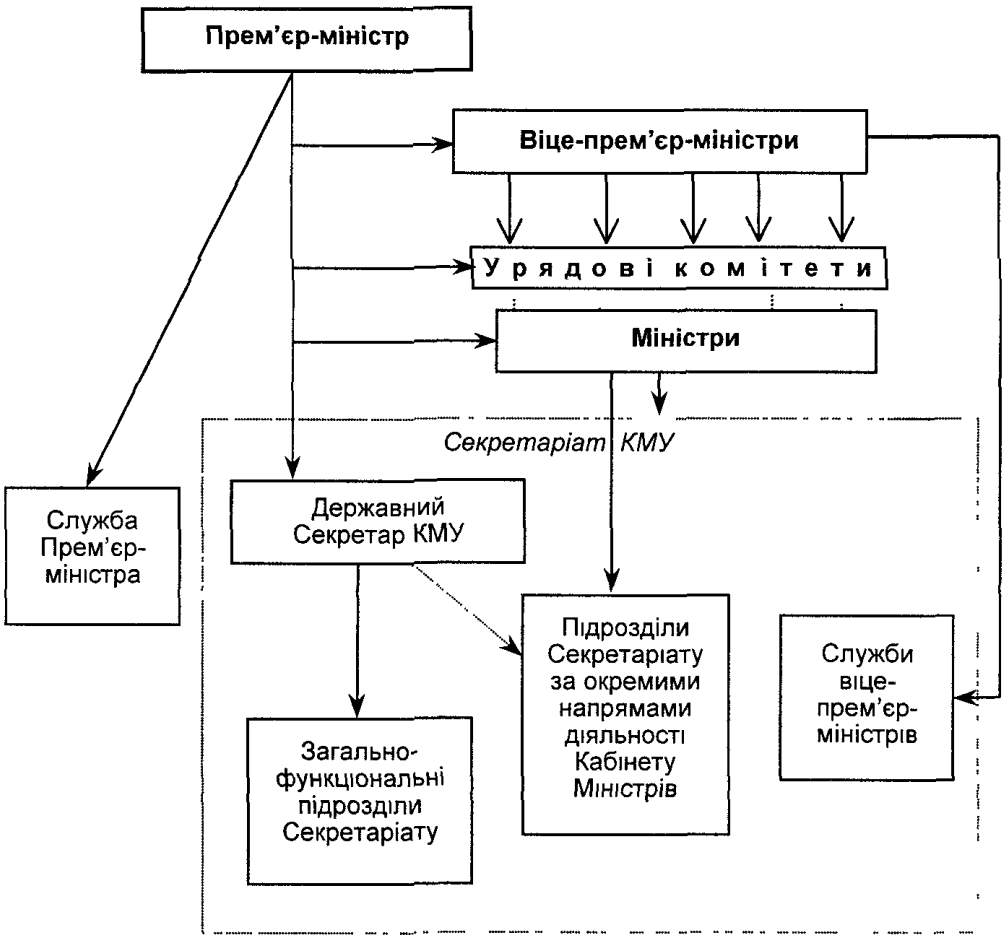 Прем’єр-міністр
Віце-прем’єр-міністри
Урядові комітети
Міністри
Секретаріат КМУ
Державний
Секретар КМУ
Служба
Прем’єр-
міністра
Підрозділи
Секретаріату
за окремими
напрямами
діяльності
Кабінету
Міністрів
Служби
віце-
прем’єр-
міністрів
Загально-
функціональні
підрозділи
Секретаріату